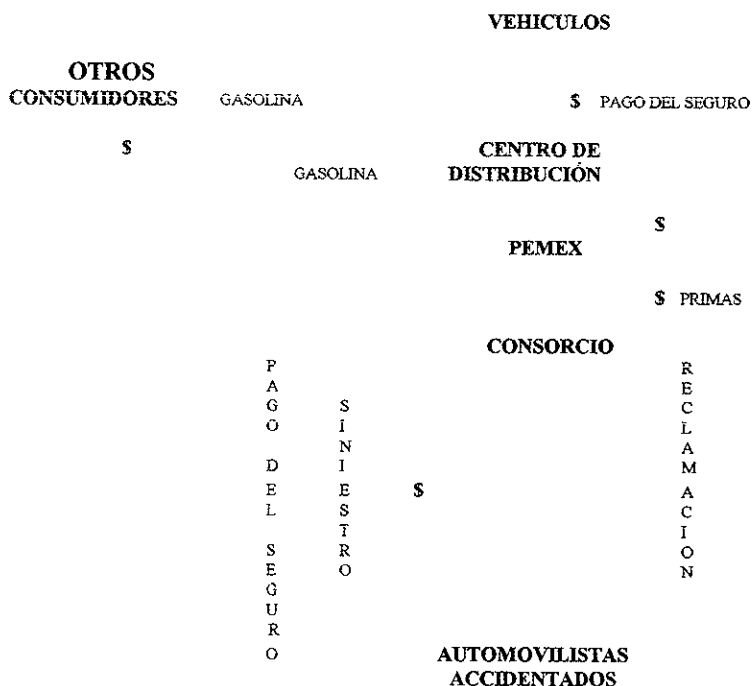 VEHICULOS
OTROS
CONSUMIDORES GASOLINA $ PAGO DEL SEGURO
$ CENTRO DE
GASOLINA DISTRIBUCIÓN
$
PEMEX
$ PRIMAS
CONSORCIO
PAGO DEL SEGURO
SINIESTRO
$
RECLAMACION
AUTOMOVILISTAS
ACCIDENTADOS